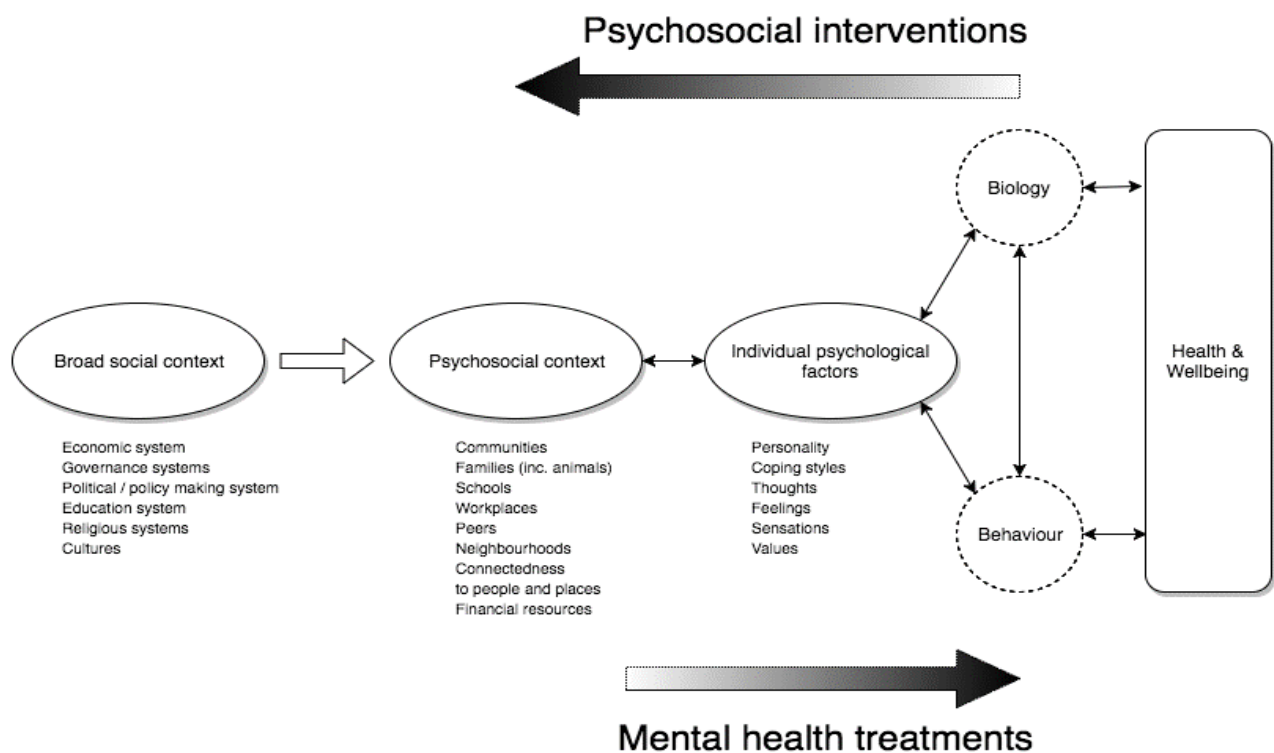 Psychosocial interventions
Biology
Broad social context
Psychosocial context
Individual psychological
factors
Health &
Wellbeing
Economic system
Governance systems
Political / policy making system
Education system
Religious systems
Cultures
Communities
Families (inc. animals)
Schools
Workplaces
Peers
Neighbourhoods
Connectedness
to people and places
Financial resources
Personality
Coping styles
Thoughts
Feelings
Sensations
Values
Behaviour
Mental health treatments